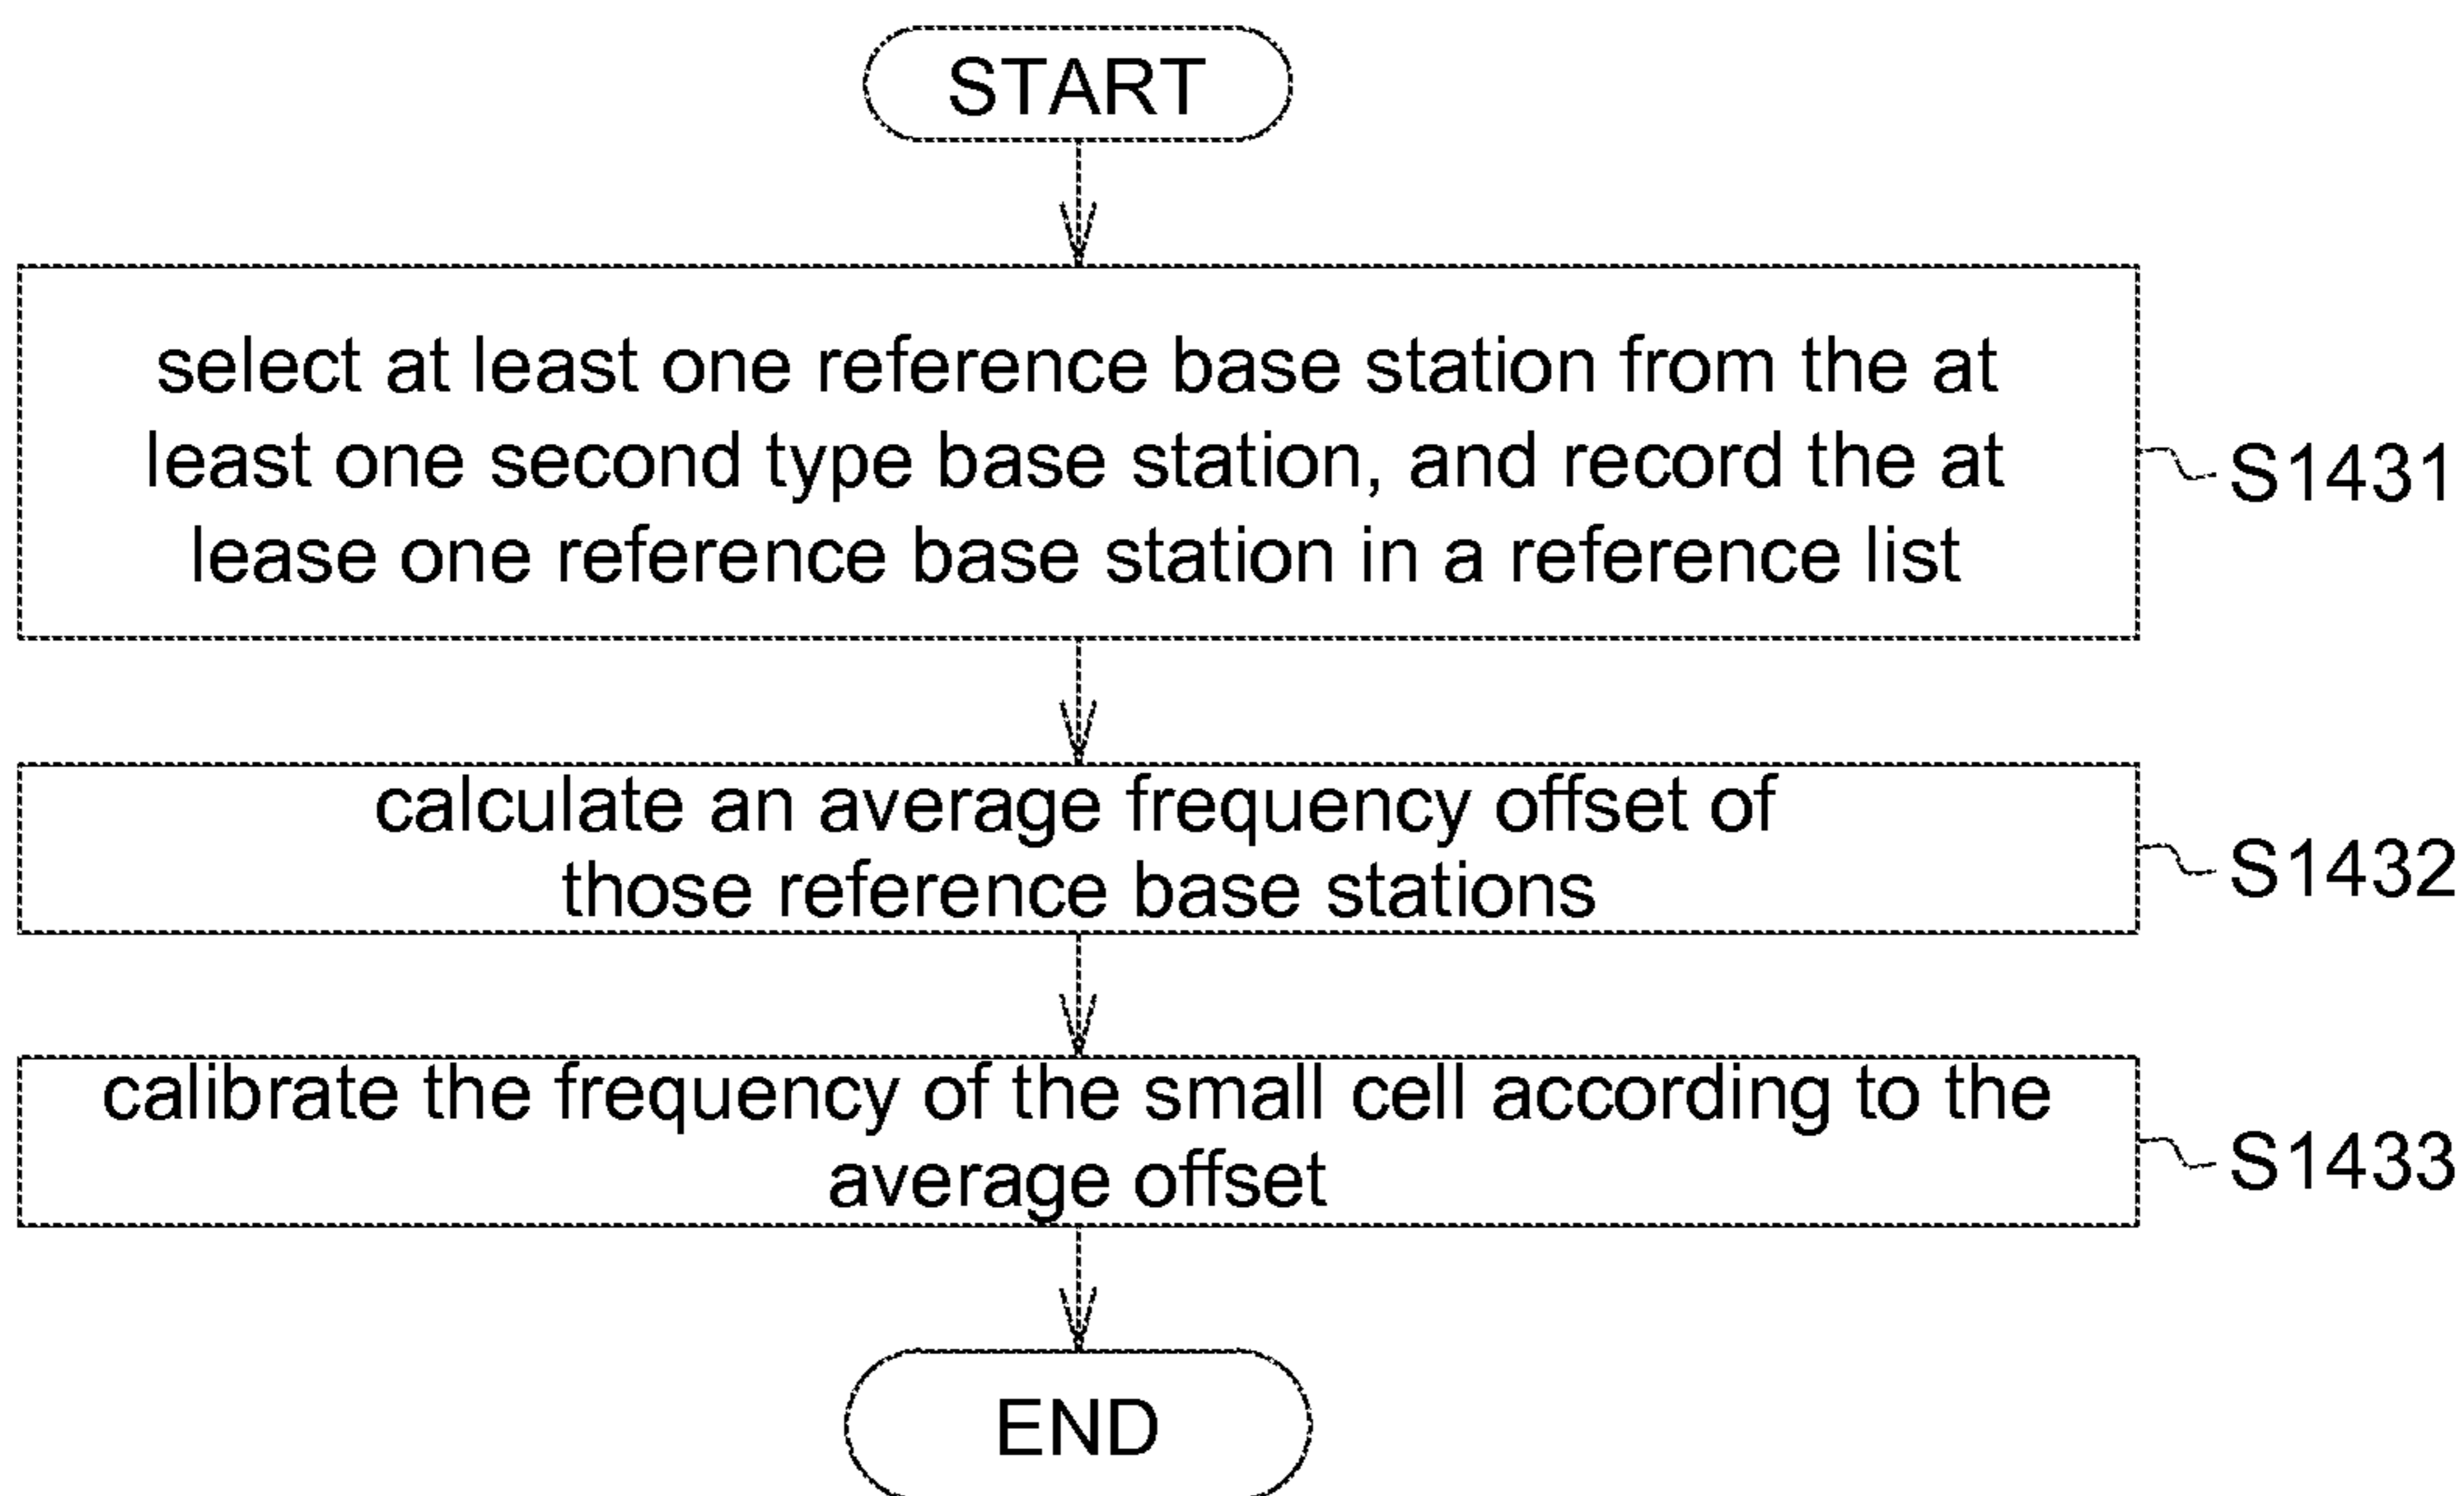 START
select at least one reference base station from the at
least one second type base station, and record the at
lease one reference base station in a reference list
S1431
calculate an average frequency offset of
those reference base stations
S1432
calibrate the frequency of the small cell according to the
average offset
S1433
END